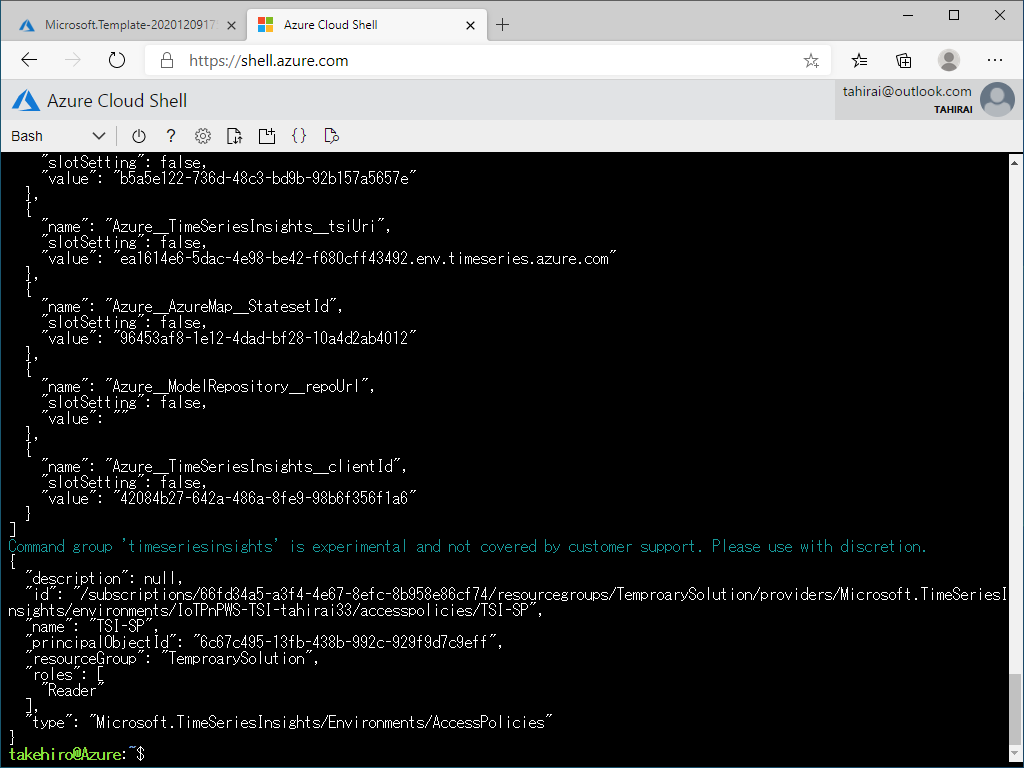 Microsoft.Template-2020120917
Azure Cloud Shell
https://shell.azure.com
Azure Cloud Shell
tahirai@outlook.com
TAHIRAI
Bash
"slotSetting": false,
"value": "b5a5e122-736d-48c3-bd9b-92b157a5657e"
},
{
"name": "Azure__TimeSeriesInsights__tsiUri",
"slotSetting": false,
"value": "ea1614e6-5dac-4e98-be42-f680cff43492.env.timeseries.azure.com"
},
{
"name": "Azure__AzureMap__StatesetId",
"slotSetting": false,
"value": "96453af8-1e12-4dad-bf28-10a4d2ab4012"
},
{
"name": "Azure__ModelRepository__repoUrl",
"slotSetting": false,
"value": ""
},
{
"name": "Azure__TimeSeriesInsights__clientId",
"slotSetting": false,
"value": "42084b27-642a-486a-8fe9-98b6f356f1a6"
}
]
Command group 'timeseriesinsights' is experimental and not covered by customer support. Please use with discretion.
{
"description": null,
"id": "/subscriptions/66fd34a5-a3f4-4e67-8efc-8b958e86cf74/resourcegroups/TemproarySolution/providers/Microsoft.TimeSeriesI
nsights/environments/IoTPnPWS-TSI-tahirai33/accesspolicies/TSI-SP",
"name": "TSI-SP",
"principalObjectId": "6c67c495-13fb-438b-992c-929f9d7c9eff",
"resourceGroup": "TemproarySolution",
"roles": [
"Reader"
],
"type": "Microsoft.TimeSeriesInsights/Environments/AccessPolicies"
}
takehiro@Azure:~$